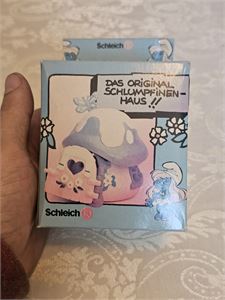 Schleich S
DAS ORIGINAL
SCHLUMPFINEN-
HAUS!!
Schleich S